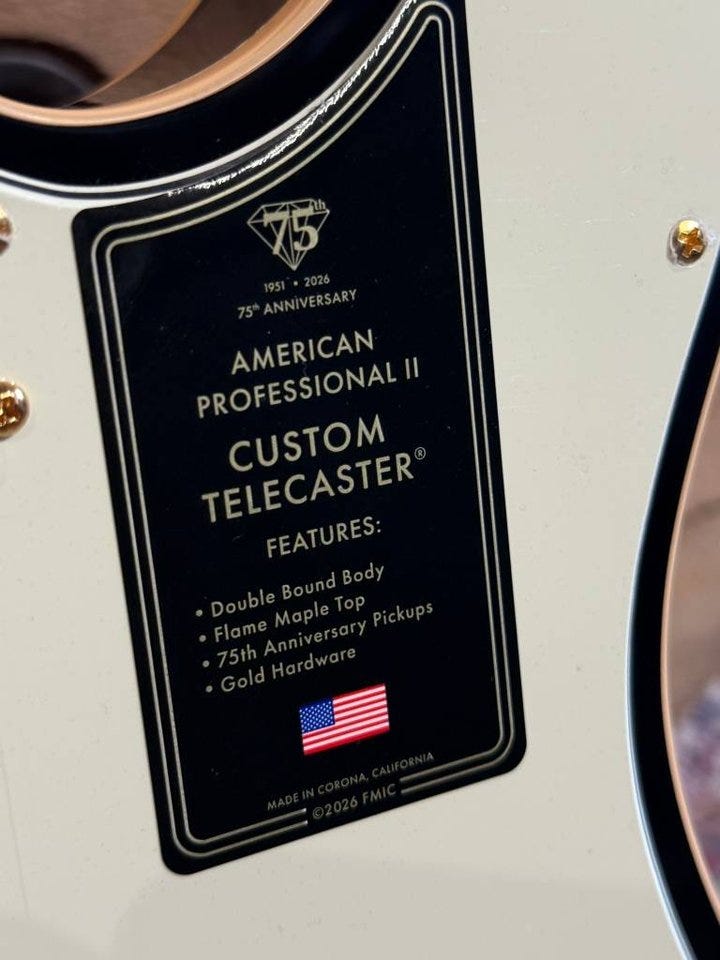 75th
1951 • 2026
75th ANNIVERSARY
AMERICAN
PROFESSIONAL II
CUSTOM
TELECASTER®
FEATURES:
• Double Bound Body
• Flame Maple Top
• 75th Anniversary Pickups
• Gold Hardware
MADE IN CORONA, CALIFORNIA
©2026 FMIC